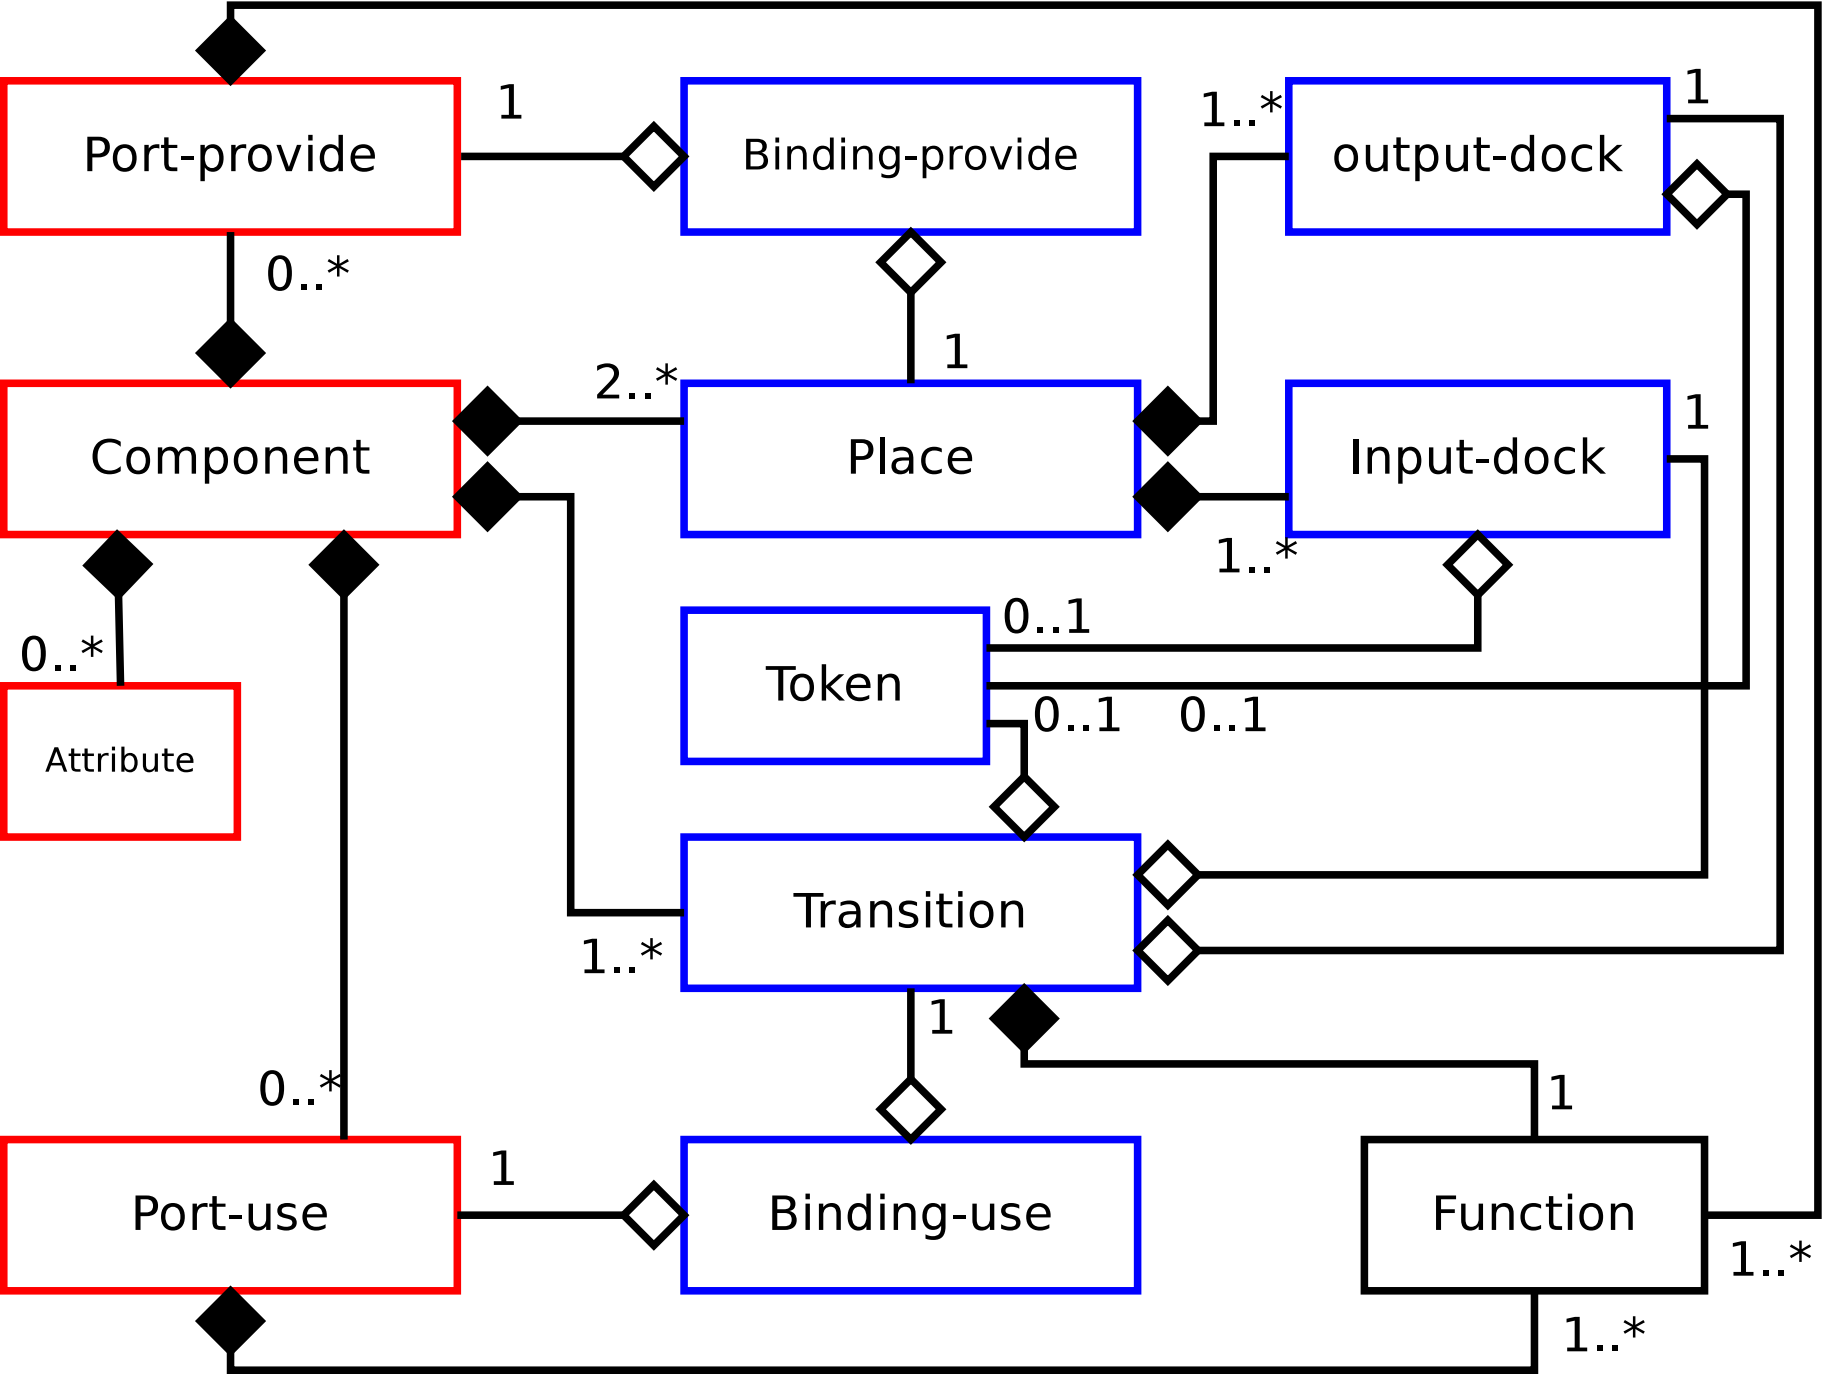 1
1
1..*
Port-provide
Binding-provide
output-dock
0..*
1
2..*
1
Component
Place
Input-dock
1..*
0..1
0..*
Token
0..1
0..1
Attribute
Transition
1..*
1
0..*
1
1
Port-use
Binding-use
Function
1..*
1..*